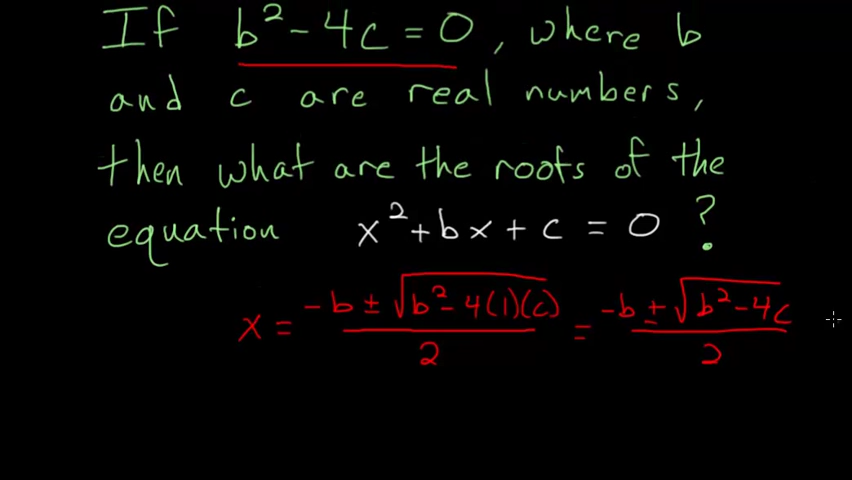 If b² - 4c = 0, where b
and c are real numbers,
then what are the roots of the
equation x² + bx + c = 0 ?
x = (-b ± √(b² - 4(1)(c))) / 2 = (-b ± √(b² - 4c)) / 2